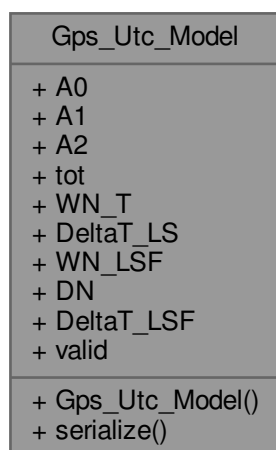 Gps_Utc_Model
+ A0
+ A1
+ A2
+ tot
+ WN_T
+ DeltaT_LS
+ WN_LSF
+ DN
+ DeltaT_LSF
+ valid
+ Gps_Utc_Model()
+ serialize()